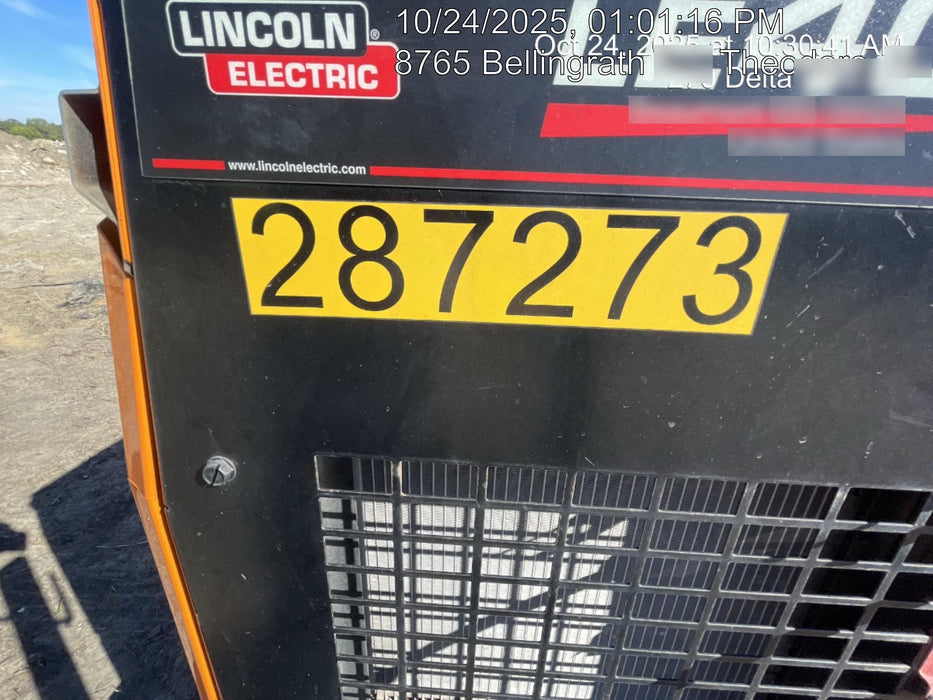 LINCOLN ®
ELECTRIC
10/24/2025, 01:01:16 PM
Oct 24, 2025 at 10:30:41 AM
8765 Bellingrath
Delta
www.lincolnelectric.com
287273